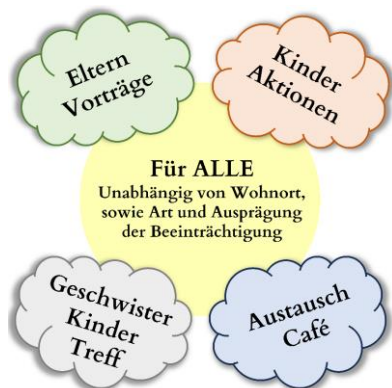 Eltern
Vorträge
Kinder
Aktionen
Für ALLE
Unabhängig von Wohnort,
sowie Art und Ausprägung
der Beeinträchtigung
Geschwister
Kinder
Treff
Austausch
Café